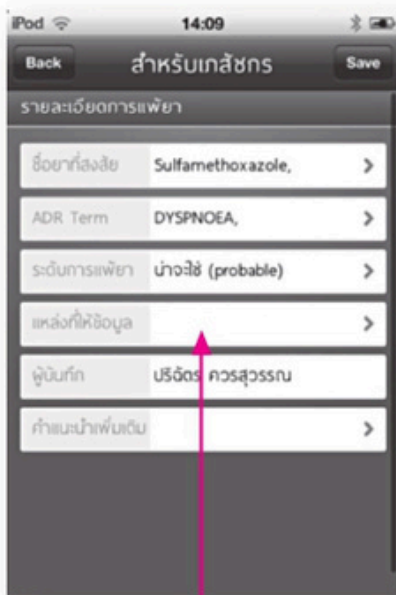 iPod 14:09
Back สำหรับเภสัชกร Save
รายละเอียดการแพ้ยา
ชื่อยาที่สงสัย Sulfamethoxazole,
ADR Term DYSPNOEA,
ระดับการแพ้ยา น่าจะใช่ (probable)
แหล่งที่ให้ข้อมูล
ผู้บันทึก ปริฉัตร ควรสุวรรณ
คำแนะนำเพิ่มเติม